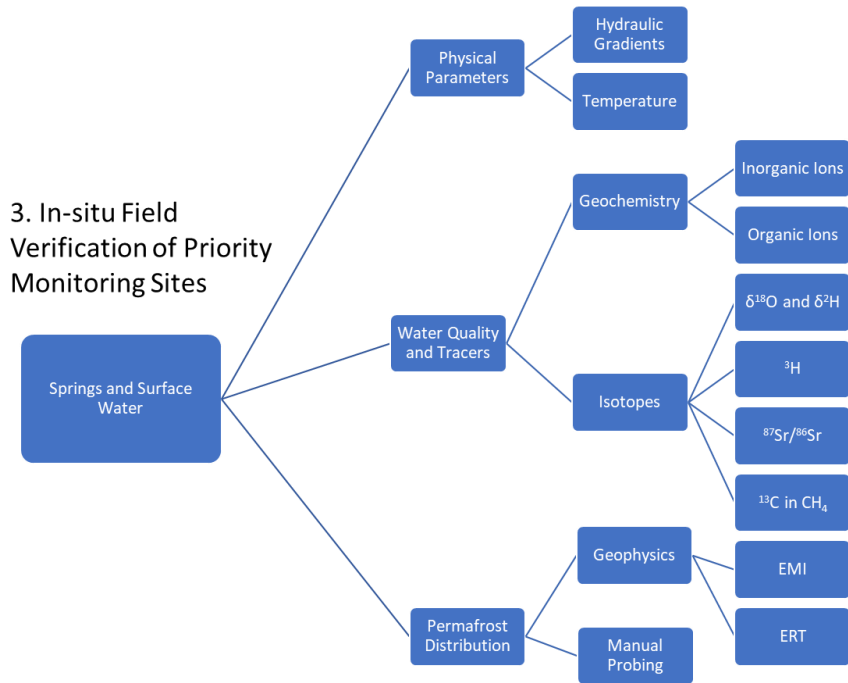 3. In-situ Field
Verification of Priority
Monitoring Sites
Springs and Surface
Water
Physical
Parameters
Hydraulic
Gradients
Temperature
Water Quality
and Tracers
Geochemistry
Inorganic Ions
Organic Ions
Isotopes
δ¹⁸O and δ²H
³H
⁸⁷Sr/⁸⁶Sr
¹³C in CH₄
Permafrost
Distribution
Geophysics
EMI
ERT
Manual
Probing